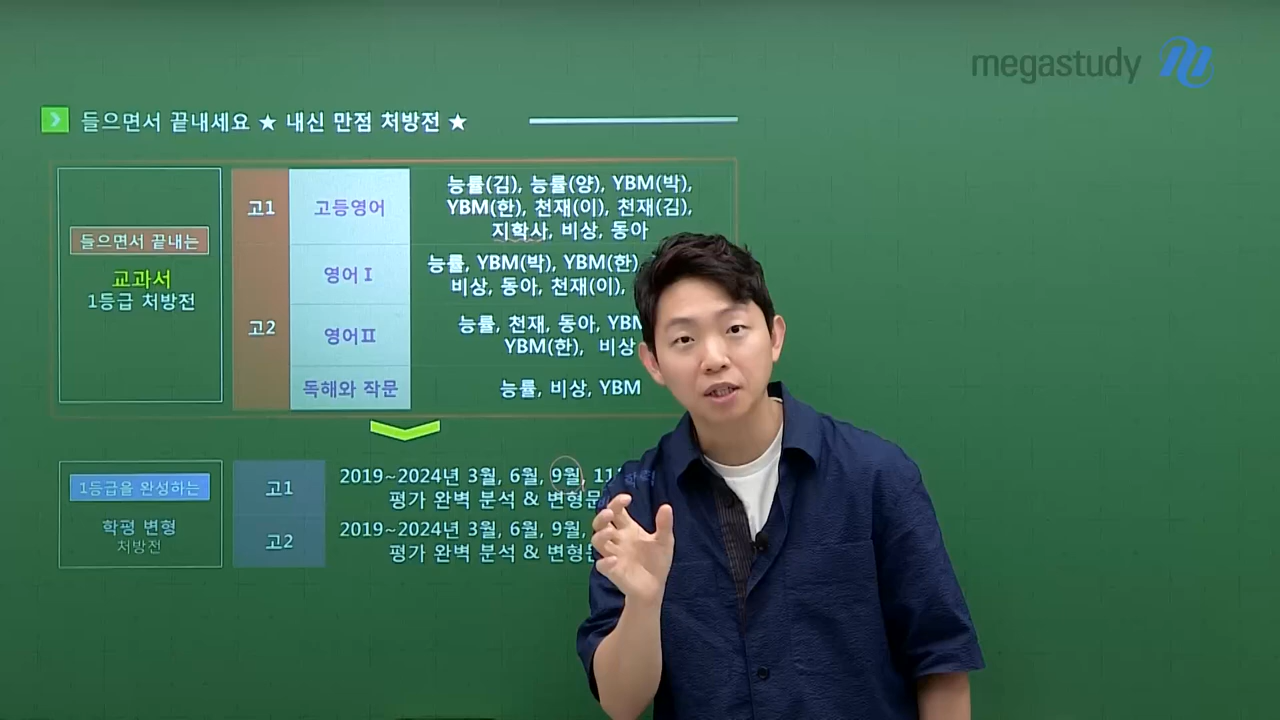 megastudy
들으면서 끝내세요 ★ 내신 만점 처방전 ★
들으면서 끝내는
교과서
1등급 처방전
고1
고등영어
능률(김), 능률(양), YBM(박),
YBM(한), 천재(이), 천재(김),
지학사, 비상, 동아
고2
영어Ⅰ
능률, YBM(박), YBM(한)
비상, 동아, 천재(이),
영어Ⅱ
능률, 천재, 동아, YBM
YBM(한), 비상
독해와 작문
능률, 비상, YBM
1등급을 완성하는
학평 변형
처방전
고1
2019~2024년 3월, 6월, 9월, 11
평가 완벽 분석 & 변형문
고2
2019~2024년 3월, 6월, 9월,
평가 완벽 분석 & 변형문